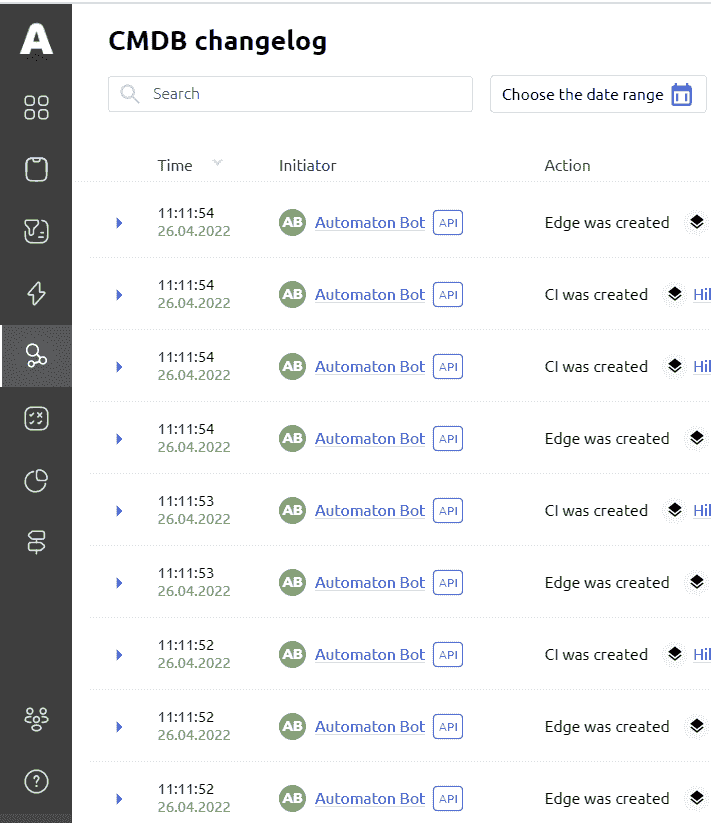 A
CMDB changelog
Search
Choose the date range
Time Initiator Action
11:11:54
26.04.2022
AB Automaton Bot API Edge was created
11:11:54
26.04.2022
AB Automaton Bot API CI was created Hil
11:11:54
26.04.2022
AB Automaton Bot API CI was created Hil
11:11:54
26.04.2022
AB Automaton Bot API Edge was created
11:11:53
26.04.2022
AB Automaton Bot API CI was created Hil
11:11:53
26.04.2022
AB Automaton Bot API Edge was created
11:11:52
26.04.2022
AB Automaton Bot API CI was created Hil
11:11:52
26.04.2022
AB Automaton Bot API Edge was created
11:11:52
26.04.2022
AB Automaton Bot API Edge was created